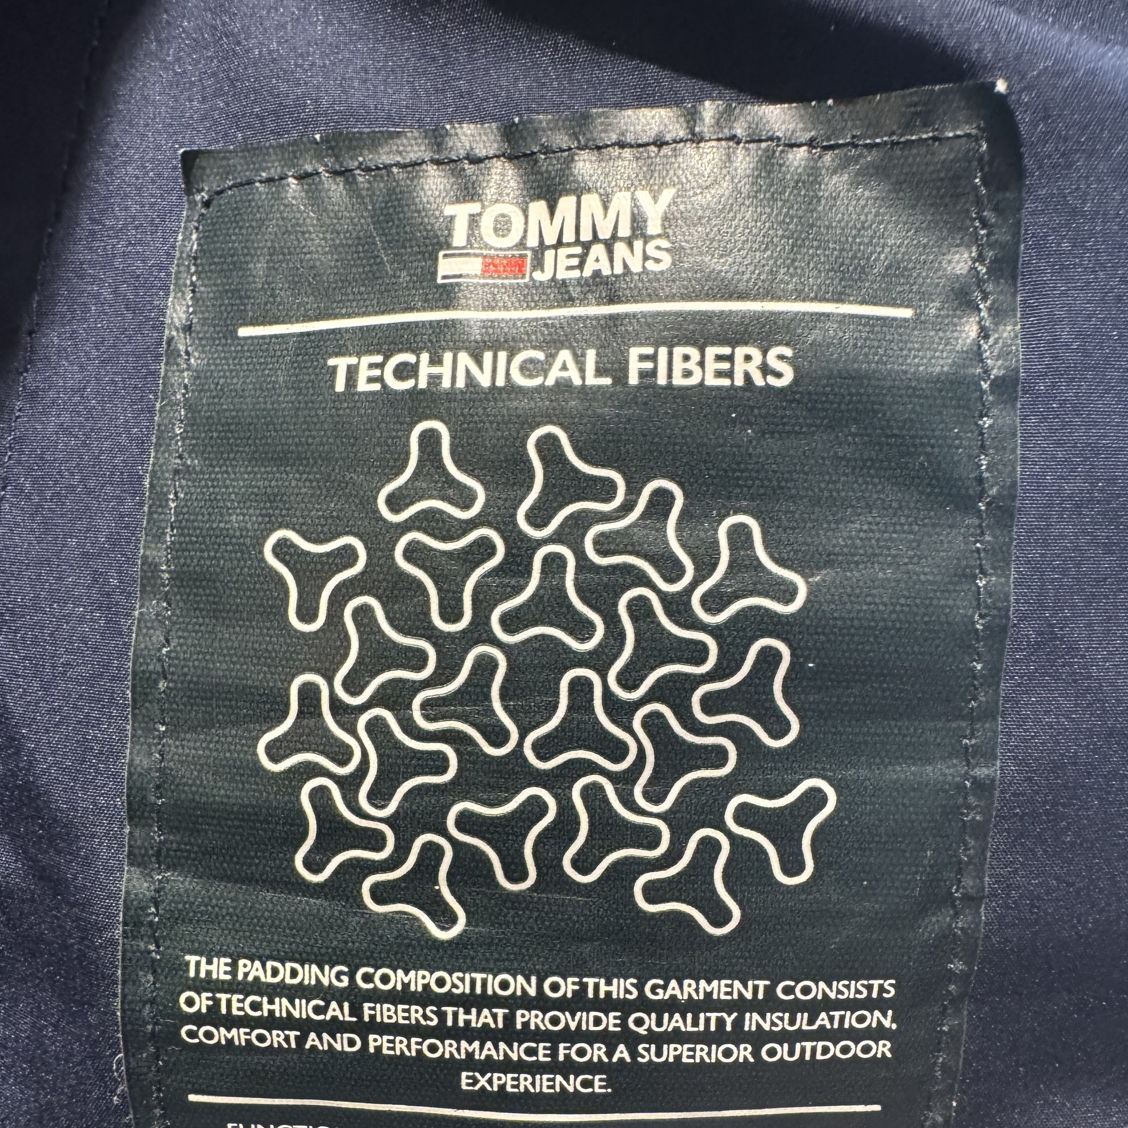 TOMMY
JEANS
TECHNICAL FIBERS
THE PADDING COMPOSITION OF THIS GARMENT CONSISTS
OF TECHNICAL FIBERS THAT PROVIDE QUALITY INSULATION,
COMFORT AND PERFORMANCE FOR A SUPERIOR OUTDOOR
EXPERIENCE.